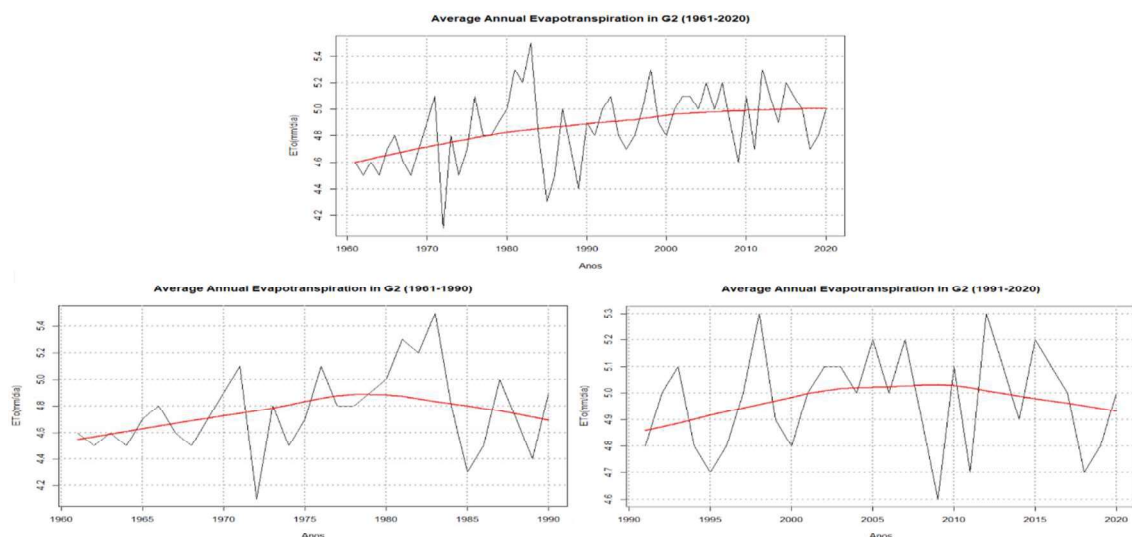 Average Annual Evapotranspiration in G2 (1961-2020)
ETo(mm/dia)
5.4
5.2
5.0
4.8
4.6
4.4
4.2
1960 1970 1980 1990 2000 2010 2020
Anos
Average Annual Evapotranspiration in G2 (1961-1990)
ETo(mm/dia)
5.4
5.2
5.0
4.8
4.6
4.4
4.2
1960 1965 1970 1975 1980 1985 1990
Anos
Average Annual Evapotranspiration in G2 (1991-2020)
ETo(mm/dia)
5.3
5.2
5.1
5.0
4.9
4.8
4.7
4.6
1990 1995 2000 2005 2010 2015 2020
Anos